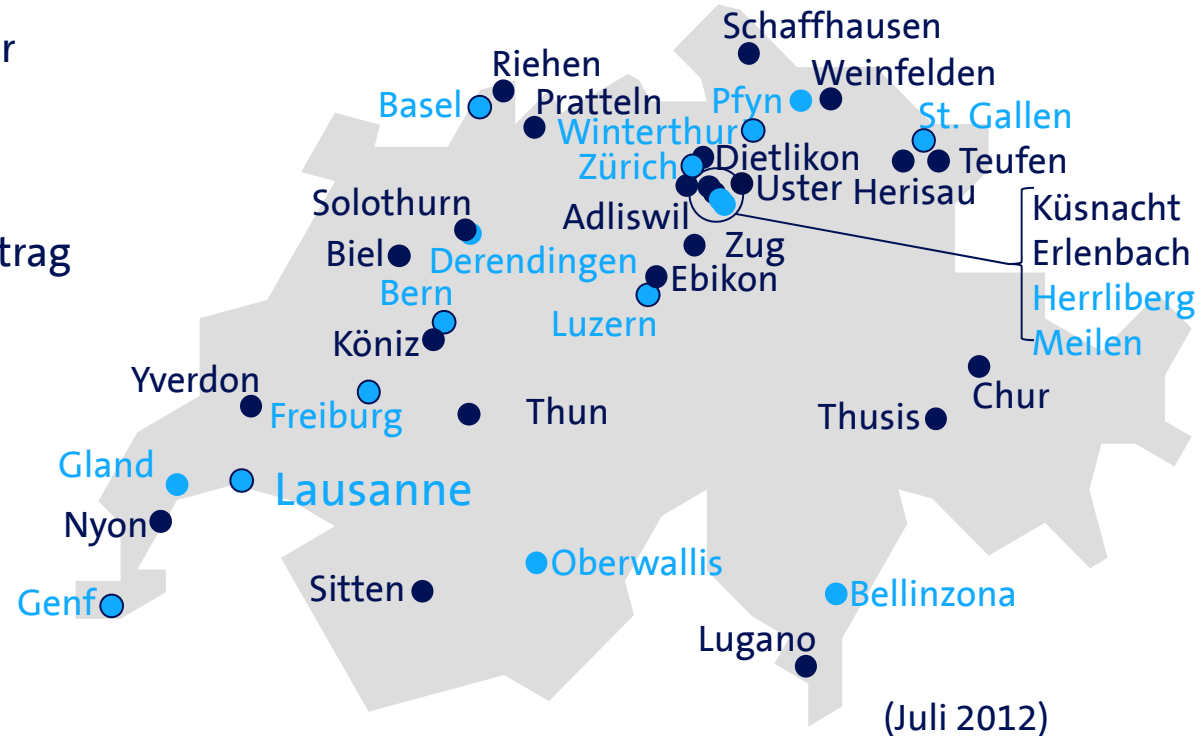 r
trag
Schaffhausen
Riehen
Weinfelden
Basel
Pratteln
Pfyn
St. Gallen
Winterthur
Zürich
Dietlikon
Teufen
Uster
Herisau
Solothurn
Adliswil
Küsnacht
Erlenbach
Herrliberg
Meilen
Biel
Derendingen
Zug
Ebikon
Bern
Luzern
Köniz
Yverdon
Freiburg
Thun
Thusis
Chur
Gland
Lausanne
Nyon
Oberwallis
Sitten
Genf
Bellinzona
Lugano
(Juli 2012)